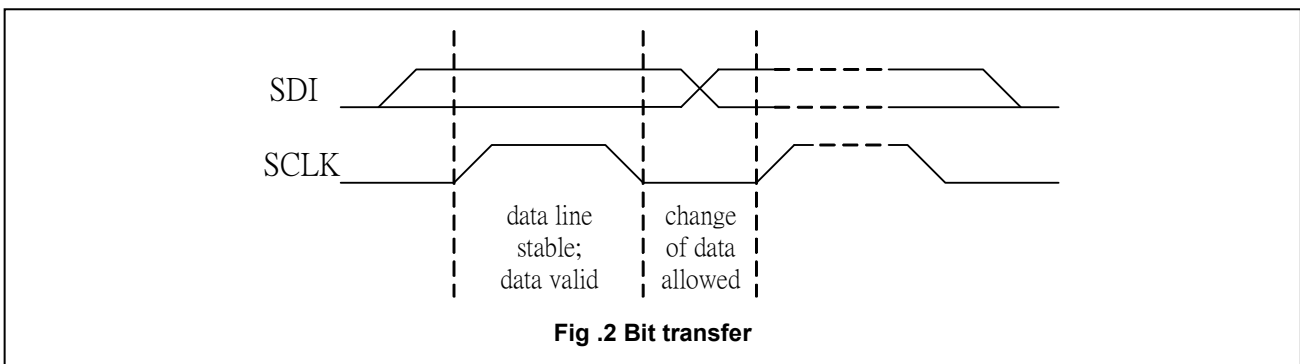 SDI
SCLK
data line
stable;
data valid
change
of data
allowed
Fig .2 Bit transfer